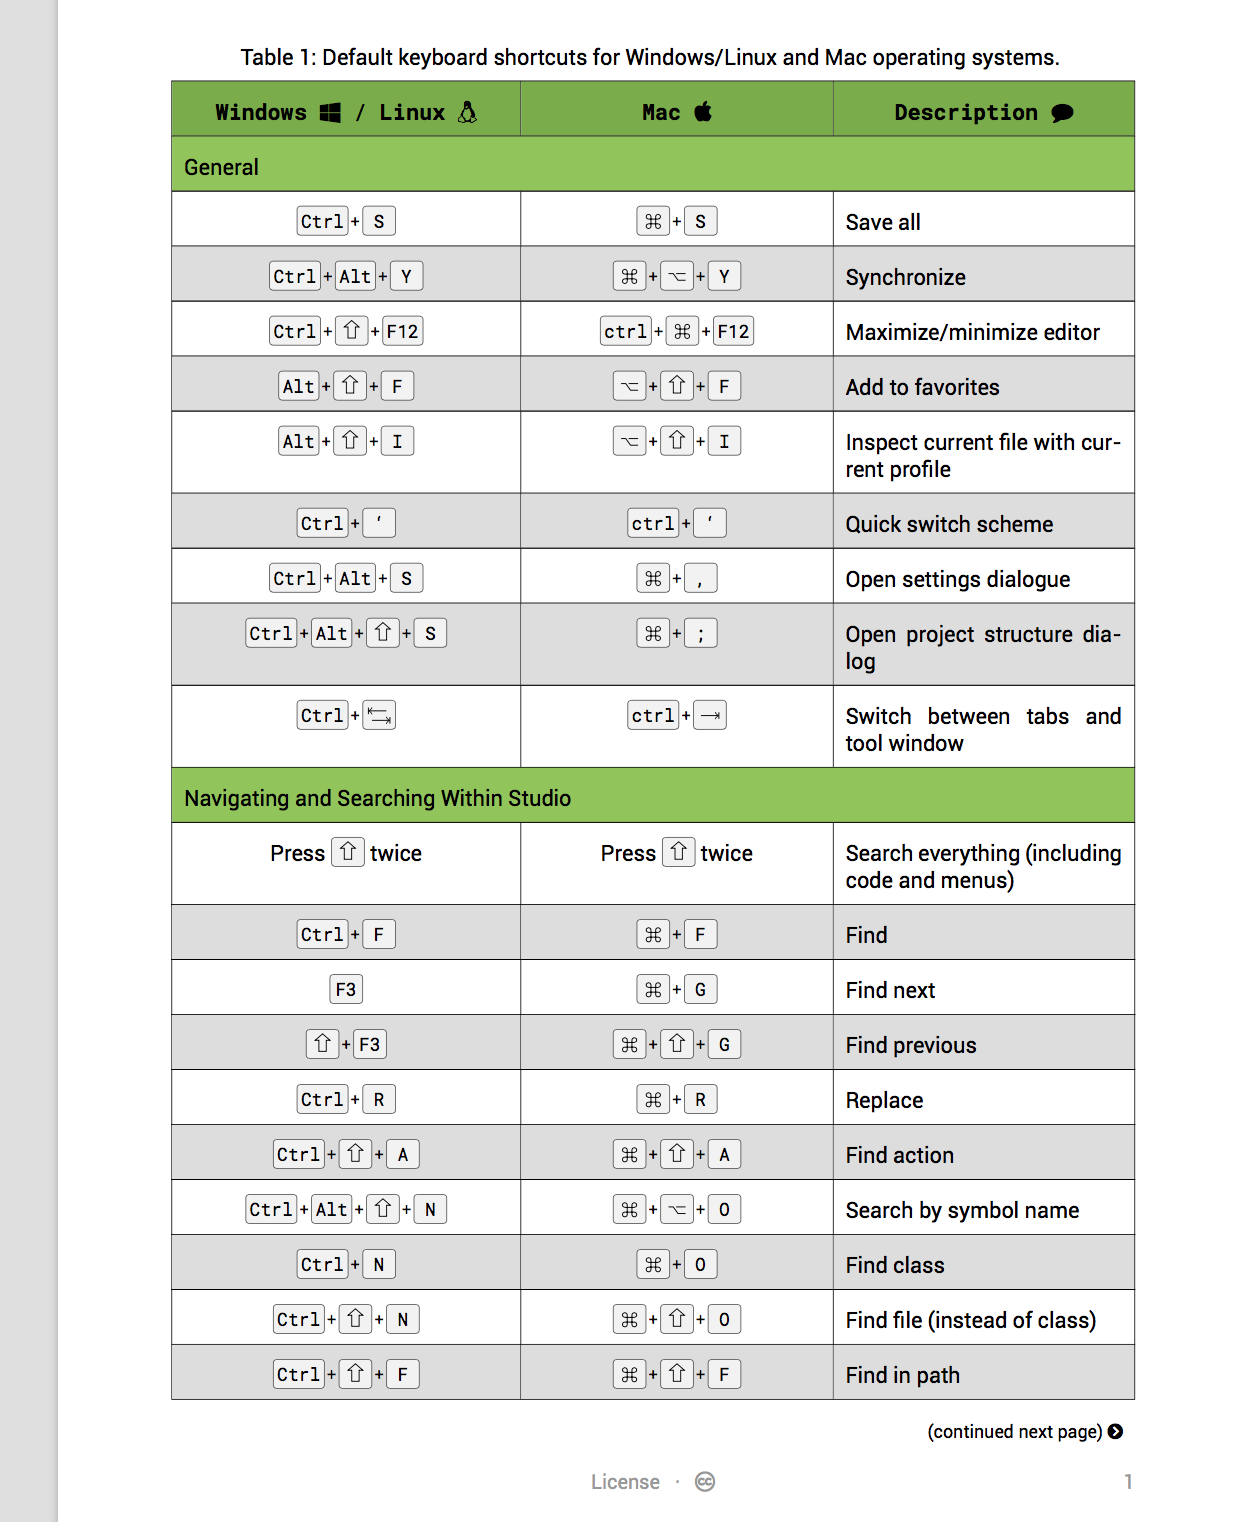 Table 1: Default keyboard shortcuts for Windows/Linux and Mac operating systems.
Windows / Linux Mac Description
General
Ctrl + S ⌘ + S Save all
Ctrl + Alt + Y ⌘ + ⌥ + Y Synchronize
Ctrl + ⇧ + F12 ctrl + ⌘ + F12 Maximize/minimize editor
Alt + ⇧ + F ⌥ + ⇧ + F Add to favorites
Alt + ⇧ + I ⌥ + ⇧ + I Inspect current file with cur-
rent profile
Ctrl + ‘ ctrl + ‘ Quick switch scheme
Ctrl + Alt + S ⌘ + , Open settings dialogue
Ctrl + Alt + ⇧ + S ⌘ + ; Open project structure dia-
log
Ctrl + ↹ ctrl + ⇥ Switch between tabs and
tool window
Navigating and Searching Within Studio
Press ⇧ twice Press ⇧ twice Search everything (including
code and menus)
Ctrl + F ⌘ + F Find
F3 ⌘ + G Find next
⇧ + F3 ⌘ + ⇧ + G Find previous
Ctrl + R ⌘ + R Replace
Ctrl + ⇧ + A ⌘ + ⇧ + A Find action
Ctrl + Alt + ⇧ + N ⌘ + ⌥ + O Search by symbol name
Ctrl + N ⌘ + O Find class
Ctrl + ⇧ + N ⌘ + ⇧ + O Find file (instead of class)
Ctrl + ⇧ + F ⌘ + ⇧ + F Find in path
(continued next page)
License · cc 1